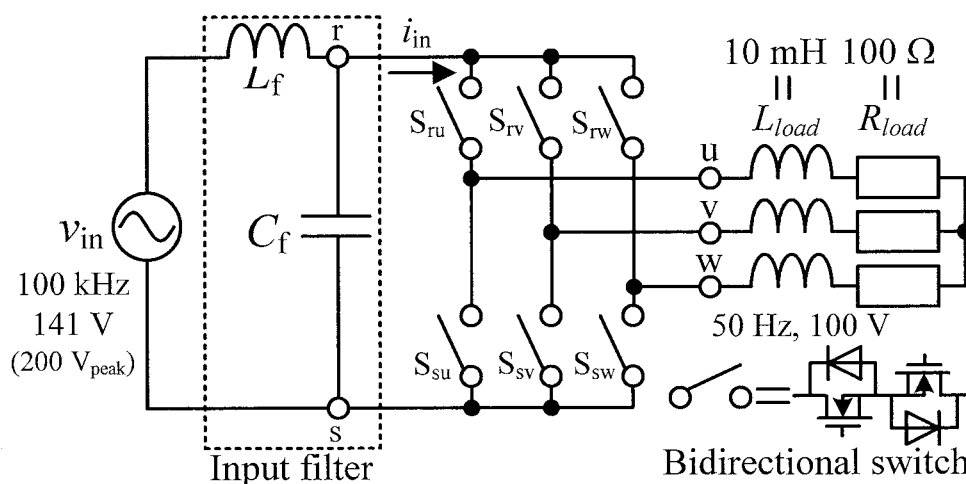 r
i_in
L_f
C_f
v_in
100 kHz
141 V
(200 V_peak)
s
Input filter
S_ru
S_rv
S_rw
S_su
S_sv
S_sw
10 mH 100 Ω
= =
L_load R_load
u
v
w
50 Hz, 100 V
=
Bidirectional switch